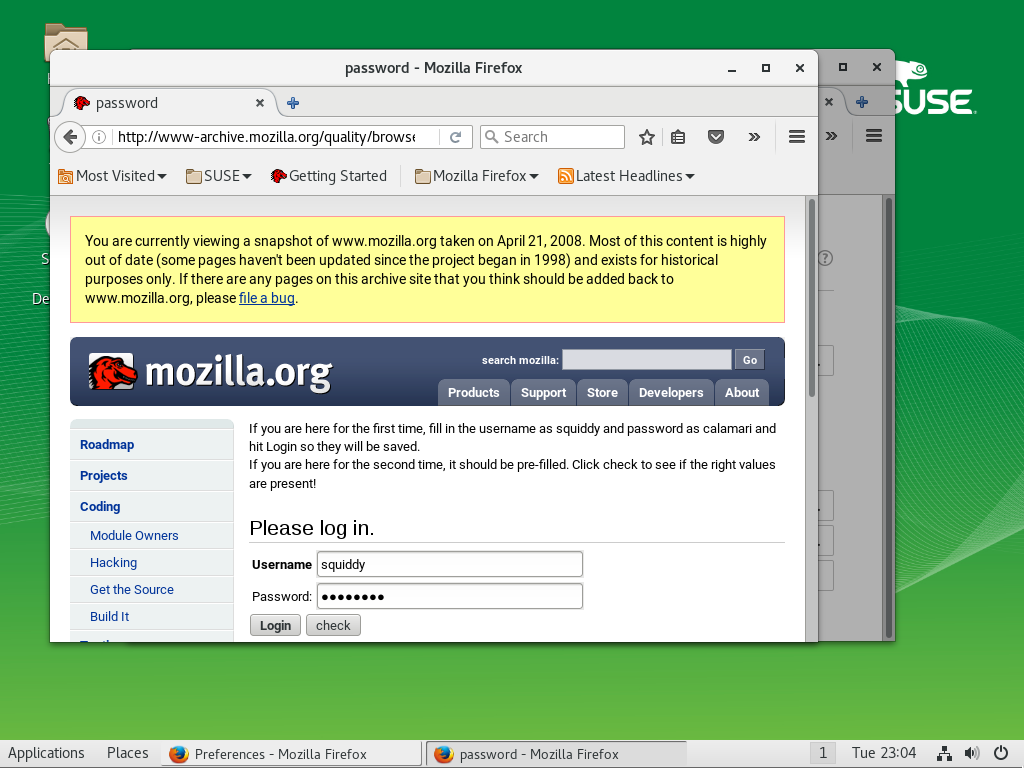 password - Mozilla Firefox
password
http://www-archive.mozilla.org/quality/browse
Search
Most Visited
SUSE
Getting Started
Mozilla Firefox
Latest Headlines
You are currently viewing a snapshot of www.mozilla.org taken on April 21, 2008. Most of this content is highly
out of date (some pages haven't been updated since the project began in 1998) and exists for historical
purposes only. If there are any pages on this archive site that you think should be added back to
www.mozilla.org, please file a bug.
mozilla.org
search mozilla:
Go
Products
Support
Store
Developers
About
Roadmap
Projects
Coding
Module Owners
Hacking
Get the Source
Build It
If you are here for the first time, fill in the username as squiddy and password as calamari and
hit Login so they will be saved.
If you are here for the second time, it should be pre-filled. Click check to see if the right values
are present!
Please log in.
Username
squiddy
Password:
●●●●●●●●
Login
check
SUSE
Applications
Places
Preferences - Mozilla Firefox
password - Mozilla Firefox
1
Tue 23:04